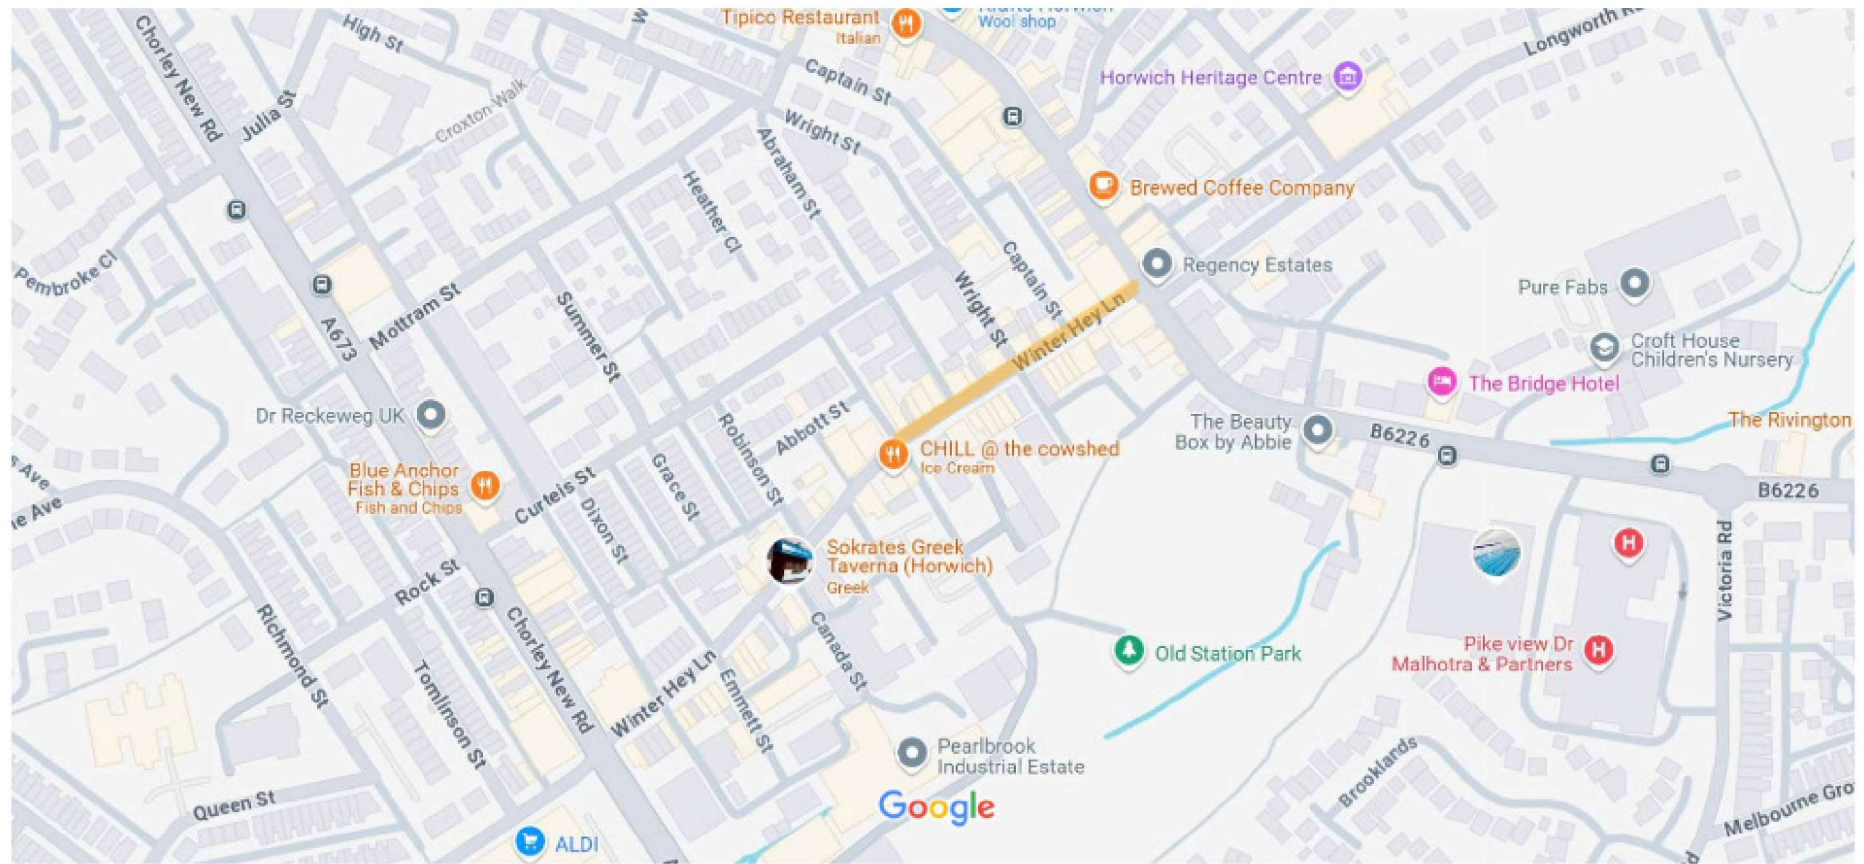 Tipico Restaurant
Italian
Wool shop
High St
Chorley New Rd
Julia St
Croxton Walk
Captain St
Wright St
Horwich Heritage Centre
Longworth
Abraham St
Heather Cl
Brewed Coffee Company
Pembroke Cl
A673
Mottram St
Summer St
Wright St
Captain St
Winter Hey Ln
Regency Estates
Pure Fabs
Croft House
Children's Nursery
The Bridge Hotel
The Rivington
Dr Reckeweg UK
Robinson St
Abbott St
The Beauty
Box by Abbie
B6226
B6226
CHILL @ the cowshed
Ice Cream
Blue Anchor
Fish & Chips
Fish and Chips
Curteis St
Grace St
Dixon St
Ave
Ave
Sokrates Greek
Taverna (Horwich)
Greek
H
Victoria Rd
Rock St
Richmond St
Chorley New Rd
Canada St
Old Station Park
Pike view Dr
Malhotra & Partners
H
Tomlinson St
Winter Hey Ln
Emmett St
Pearlbrook
Industrial Estate
Brooklands
Queen St
Google
Melbourne Gro
ALDI